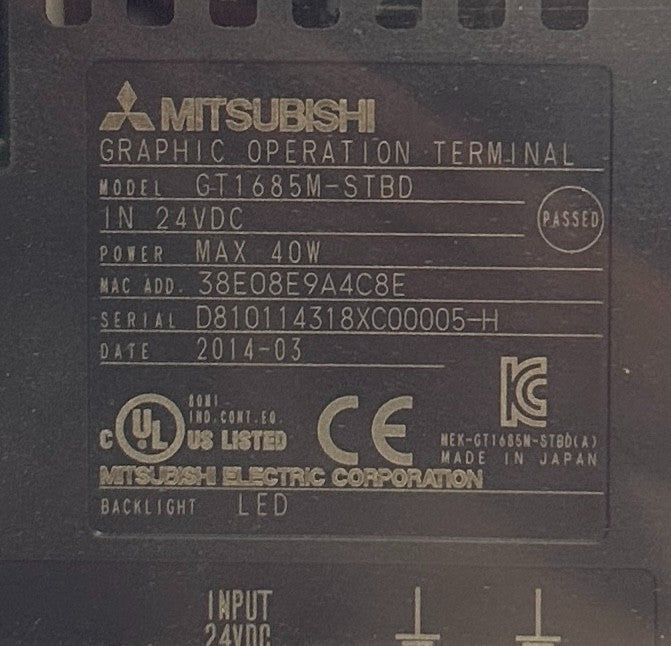 MITSUBISHI
GRAPHIC OPERATION TERMINAL
MODEL GT1685M-STBD
IN 24VDC
PASSED
POWER MAX 40W
MAC ADD. 38E08E9A4C8E
SERIAL D810114318XC00005-H
DATE 2014-03
80M1
IND.CONT.EQ.
C UL US LISTED
CE
KC
MEK-GT1685M-STBD(A)
MADE IN JAPAN
MITSUBISHI ELECTRIC CORPORATION
BACKLIGHT LED
INPUT
24VDC